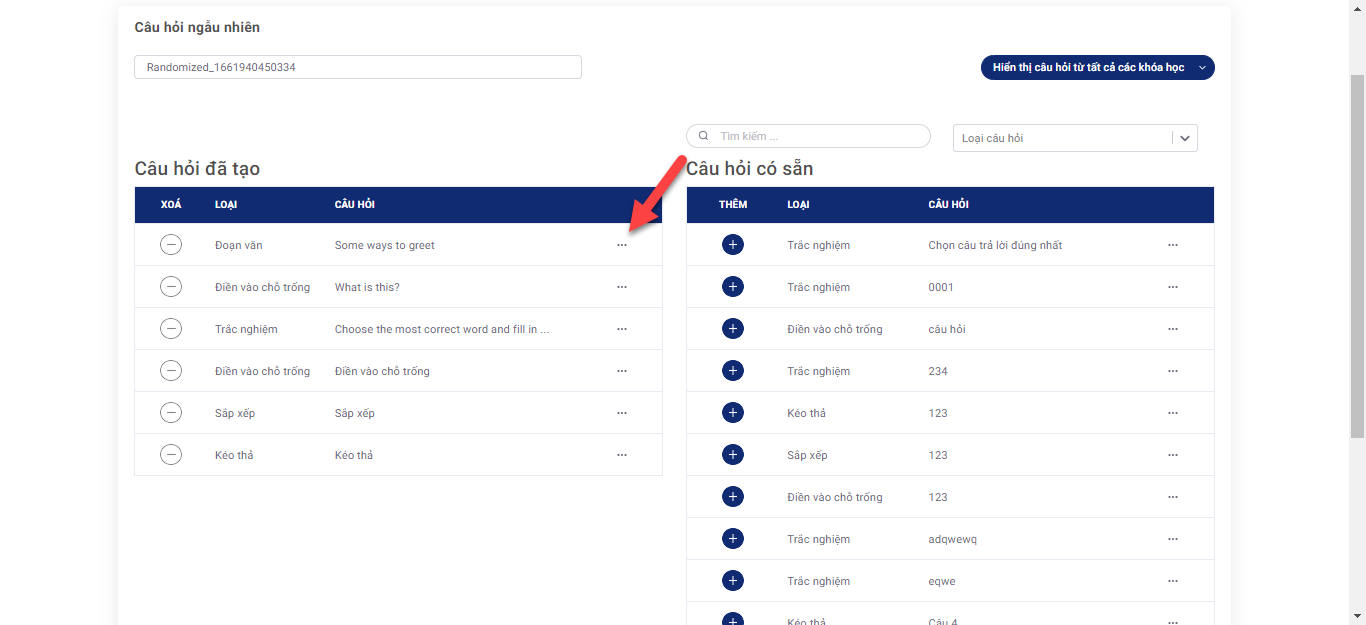 Câu hỏi ngẫu nhiên
Randomized_1661940450334
Hiển thị câu hỏi từ tất cả các khóa học
Tìm kiếm ...
Loại câu hỏi
Câu hỏi đã tạo
XOÁ LOẠI CÂU HỎI
Đoạn văn Some ways to greet ...
Điền vào chỗ trống What is this? ...
Trắc nghiệm Choose the most correct word and fill in ... ...
Điền vào chỗ trống Điền vào chỗ trống ...
Sắp xếp Sắp xếp ...
Kéo thả Kéo thả ...
Câu hỏi có sẵn
THÊM LOẠI CÂU HỎI
Trắc nghiệm Chọn câu trả lời đúng nhất ...
Trắc nghiệm 0001 ...
Điền vào chỗ trống câu hỏi ...
Trắc nghiệm 234 ...
Kéo thả 123 ...
Sắp xếp 123 ...
Điền vào chỗ trống 123 ...
Trắc nghiệm adqwewq ...
Trắc nghiệm eqwe ...
Kéo thả Câu 4 ...